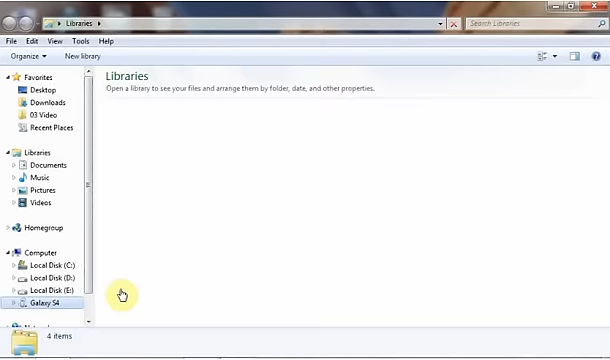 Libraries
Search Libraries
File Edit View Tools Help
Organize New library
Favorites
Desktop
Downloads
03 Video
Recent Places
Libraries
Documents
Music
Pictures
Videos
Homegroup
Computer
Local Disk (C:)
Local Disk (D:)
Local Disk (E:)
Galaxy S4
Libraries
Open a library to see your files and arrange them by folder, date, and other properties.
4 items